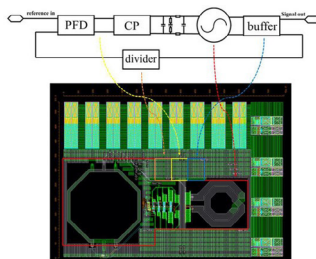 reference in
PFD
CP
buffer
Signal out
divider